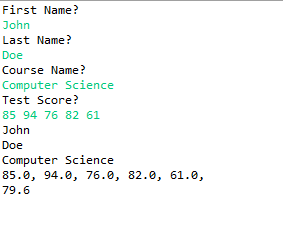 First Name?
John
Last Name?
Doe
Course Name?
Computer Science
Test Score?
85 94 76 82 61
John
Doe
Computer Science
85.0, 94.0, 76.0, 82.0, 61.0,
79.6